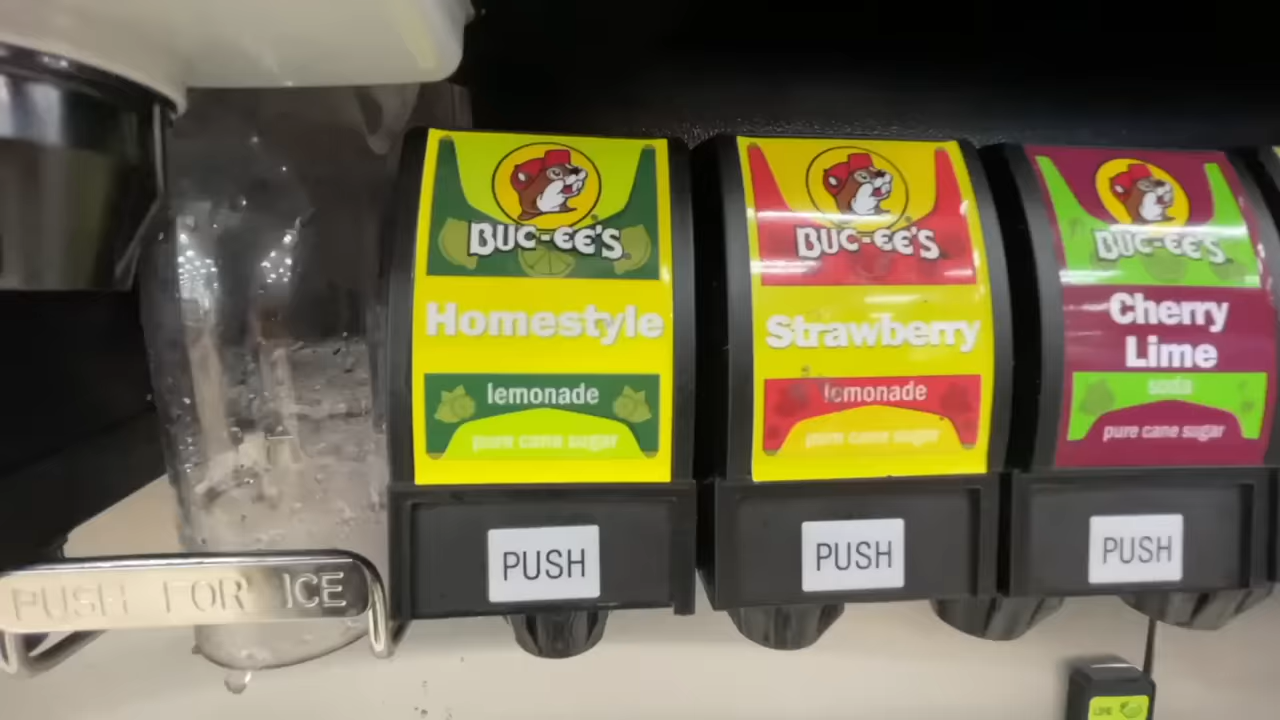 BUC-EE'S
Homestyle
lemonade
pure cane sugar
PUSH
BUC-EE'S
Strawberry
lemonade
pure cane sugar
PUSH
BUC-EE'S
Cherry
Lime
soda
pure cane sugar
PUSH
PUSH FOR ICE